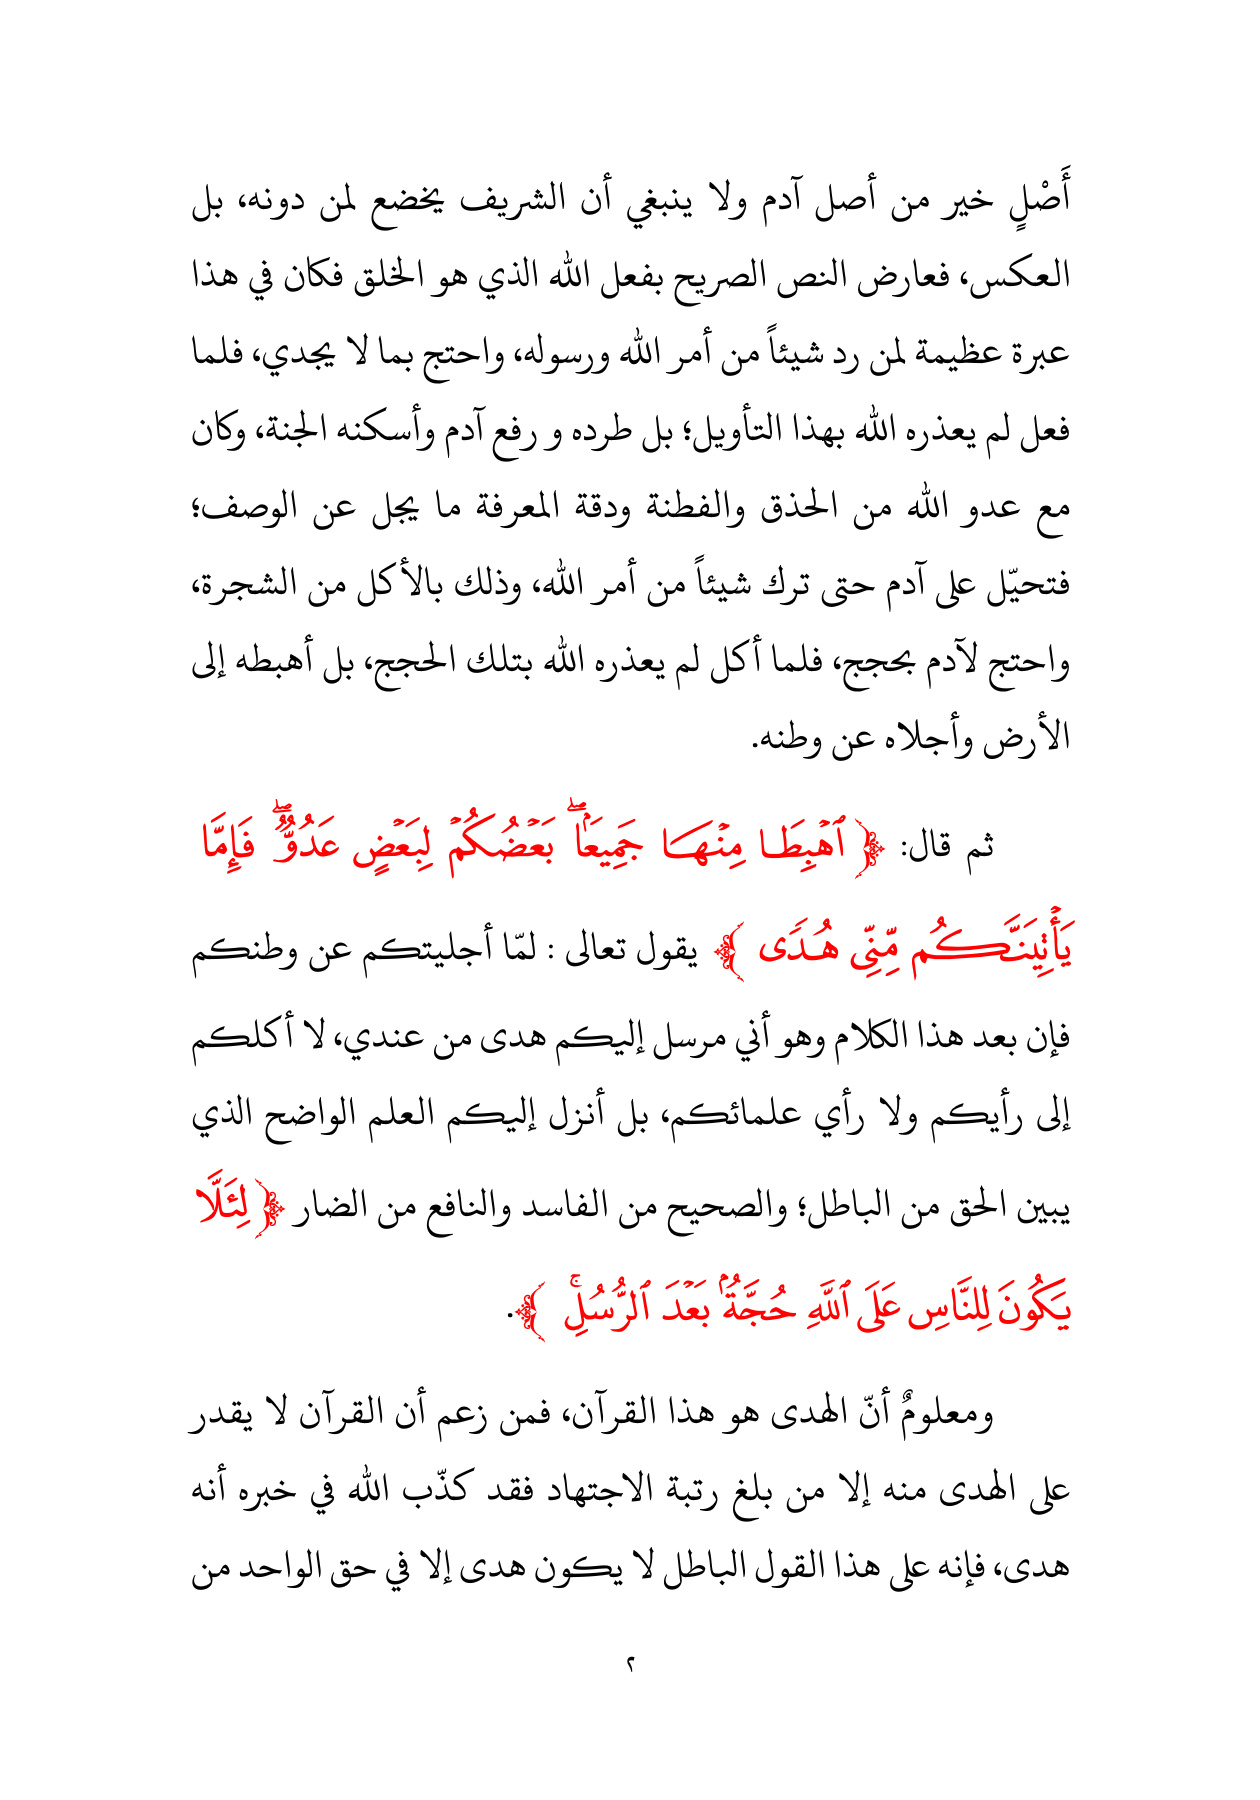 أَصْلٍ خير من أصل آدم ولا ينبغي أن الشريف يخضع لمن دونه، بل
العكس، فعارض النص الصريح بفعل الله الذي هو الخلق فكان في هذا
عبرة عظيمة لمن رد شيئاً من أمر الله ورسوله، واحتج بما لا يجدي، فلما
فعل لم يعذره الله بهذا التأويل؛ بل طرده و رفع آدم وأسكنه الجنة، وكان
مع عدو الله من الحذق والفطنة ودقة المعرفة ما يجل عن الوصف؛
فتحيّل على آدم حتى ترك شيئاً من أمر الله، وذلك بالأكل من الشجرة،
واحتج لآدم بحجج، فلما أكل لم يعذره الله بتلك الحجج، بل أهبطه إلى
الأرض وأجلاه عن وطنه.
ثم قال: ﴿ ٱهۡبِطَا مِنۡهَا جَمِيعَۢاۖ بَعۡضُكُمۡ لِبَعۡضٍ عَدُوّٞۖ فَإِمَّا
يَأۡتِيَنَّكُم مِّنِّي هُدٗى ﴾ يقول تعالى : لمّا أجليتكم عن وطنكم
فإن بعد هذا الكلام وهو أني مرسل إليكم هدى من عندي، لا أكلكم
إلى رأيكم ولا رأي علمائكم، بل أنزل إليكم العلم الواضح الذي
يبين الحق من الباطل؛ والصحيح من الفاسد والنافع من الضار ﴿ لِئَلَّا
يَكُونَ لِلنَّاسِ عَلَى ٱللَّهِ حُجَّةُۢ بَعۡدَ ٱلرُّسُلِۚ ﴾.
ومعلومٌ أنّ الهدى هو هذا القرآن، فمن زعم أن القرآن لا يقدر
على الهدى منه إلا من بلغ رتبة الاجتهاد فقد كذّب الله في خبره أنه
هدى، فإنه على هذا القول الباطل لا يكون هدى إلا في حق الواحد من
٢